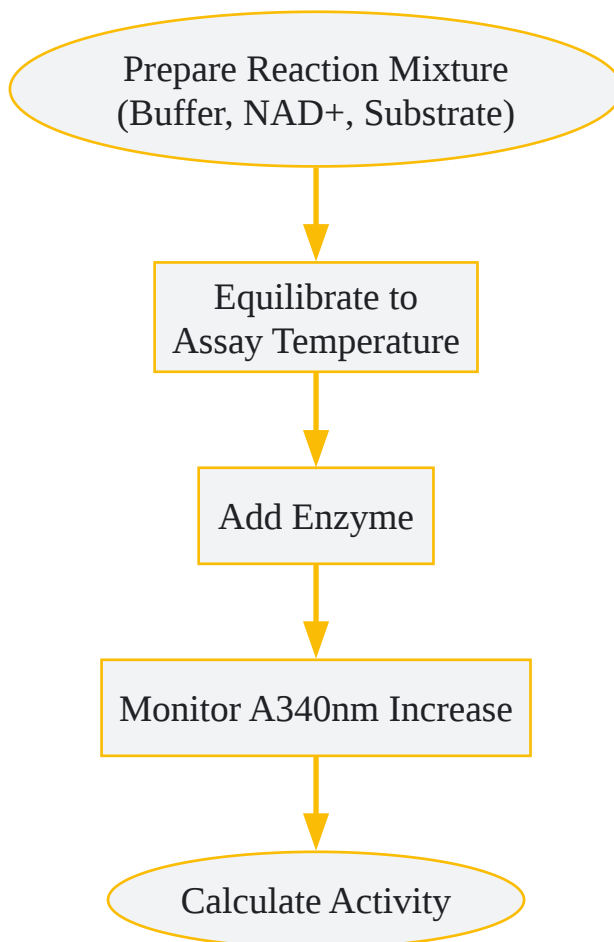 Prepare Reaction Mixture
(Buffer, NAD+, Substrate)
Equilibrate to
Assay Temperature
Add Enzyme
Monitor A340nm Increase
Calculate Activity